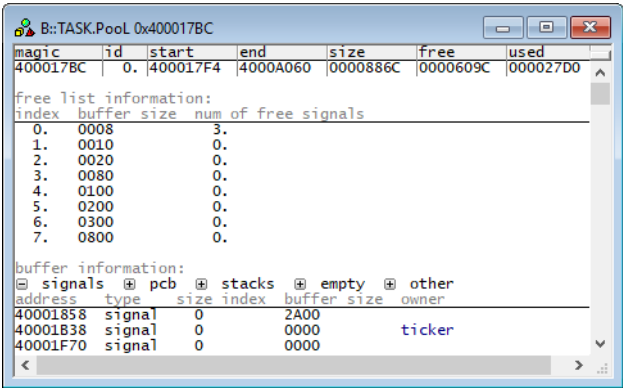 B::TASK.PooL 0x400017BC
magic id start end size free used
400017BC 0. 400017F4 4000A060 0000886C 0000609C 000027D0
free list information:
index buffer size num of free signals
0. 0008 3.
1. 0010 0.
2. 0020 0.
3. 0080 0.
4. 0100 0.
5. 0200 0.
6. 0300 0.
7. 0800 0.
buffer information:
signals pcb stacks empty other
address type size index buffer size owner
40001858 signal 0 2A00
40001B38 signal 0 0000 ticker
40001F70 signal 0 0000